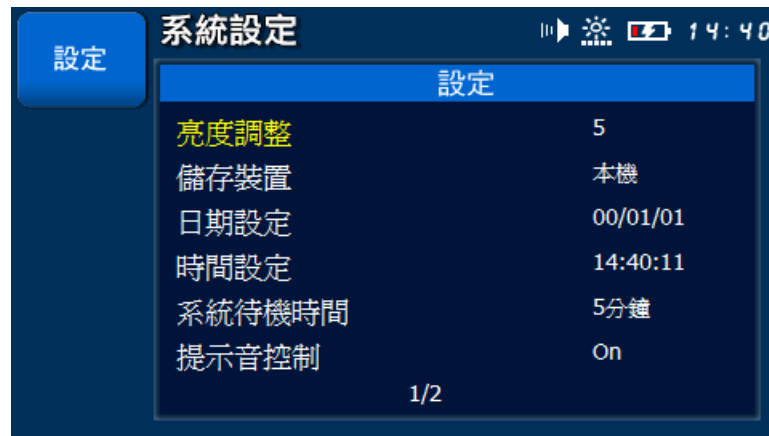 設定
系統設定 14:40
設定
亮度調整 5
儲存裝置 本機
日期設定 00/01/01
時間設定 14:40:11
系統待機時間 5分鐘
提示音控制 On
1/2